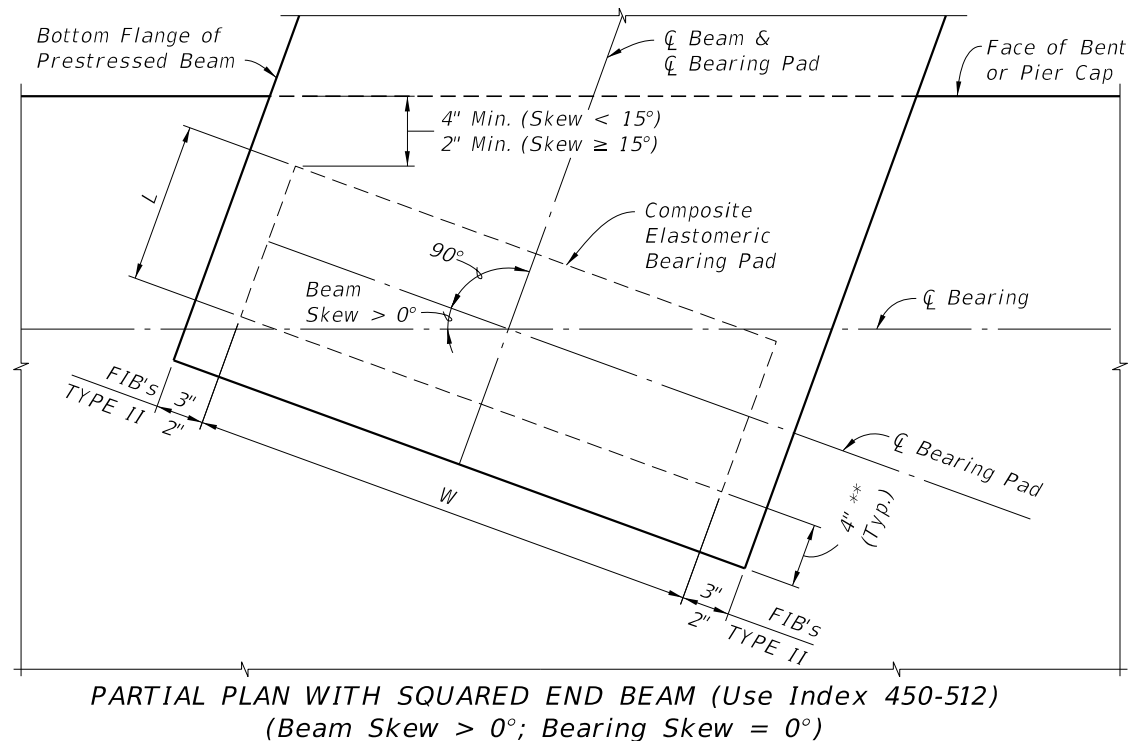 Bottom Flange of
Prestressed Beam
℄ Beam &
℄ Bearing Pad
Face of Bent
or Pier Cap
4" Min. (Skew < 15°)
2" Min. (Skew ≥ 15°)
L
Composite
Elastomeric
Bearing Pad
90°
Beam
Skew > 0°
℄ Bearing
FIB's
TYPE II
3"
2"
W
℄ Bearing Pad
4" **
(Typ.)
3"
2"
FIB's
TYPE II
PARTIAL PLAN WITH SQUARED END BEAM (Use Index 450-512)
(Beam Skew > 0°; Bearing Skew = 0°)